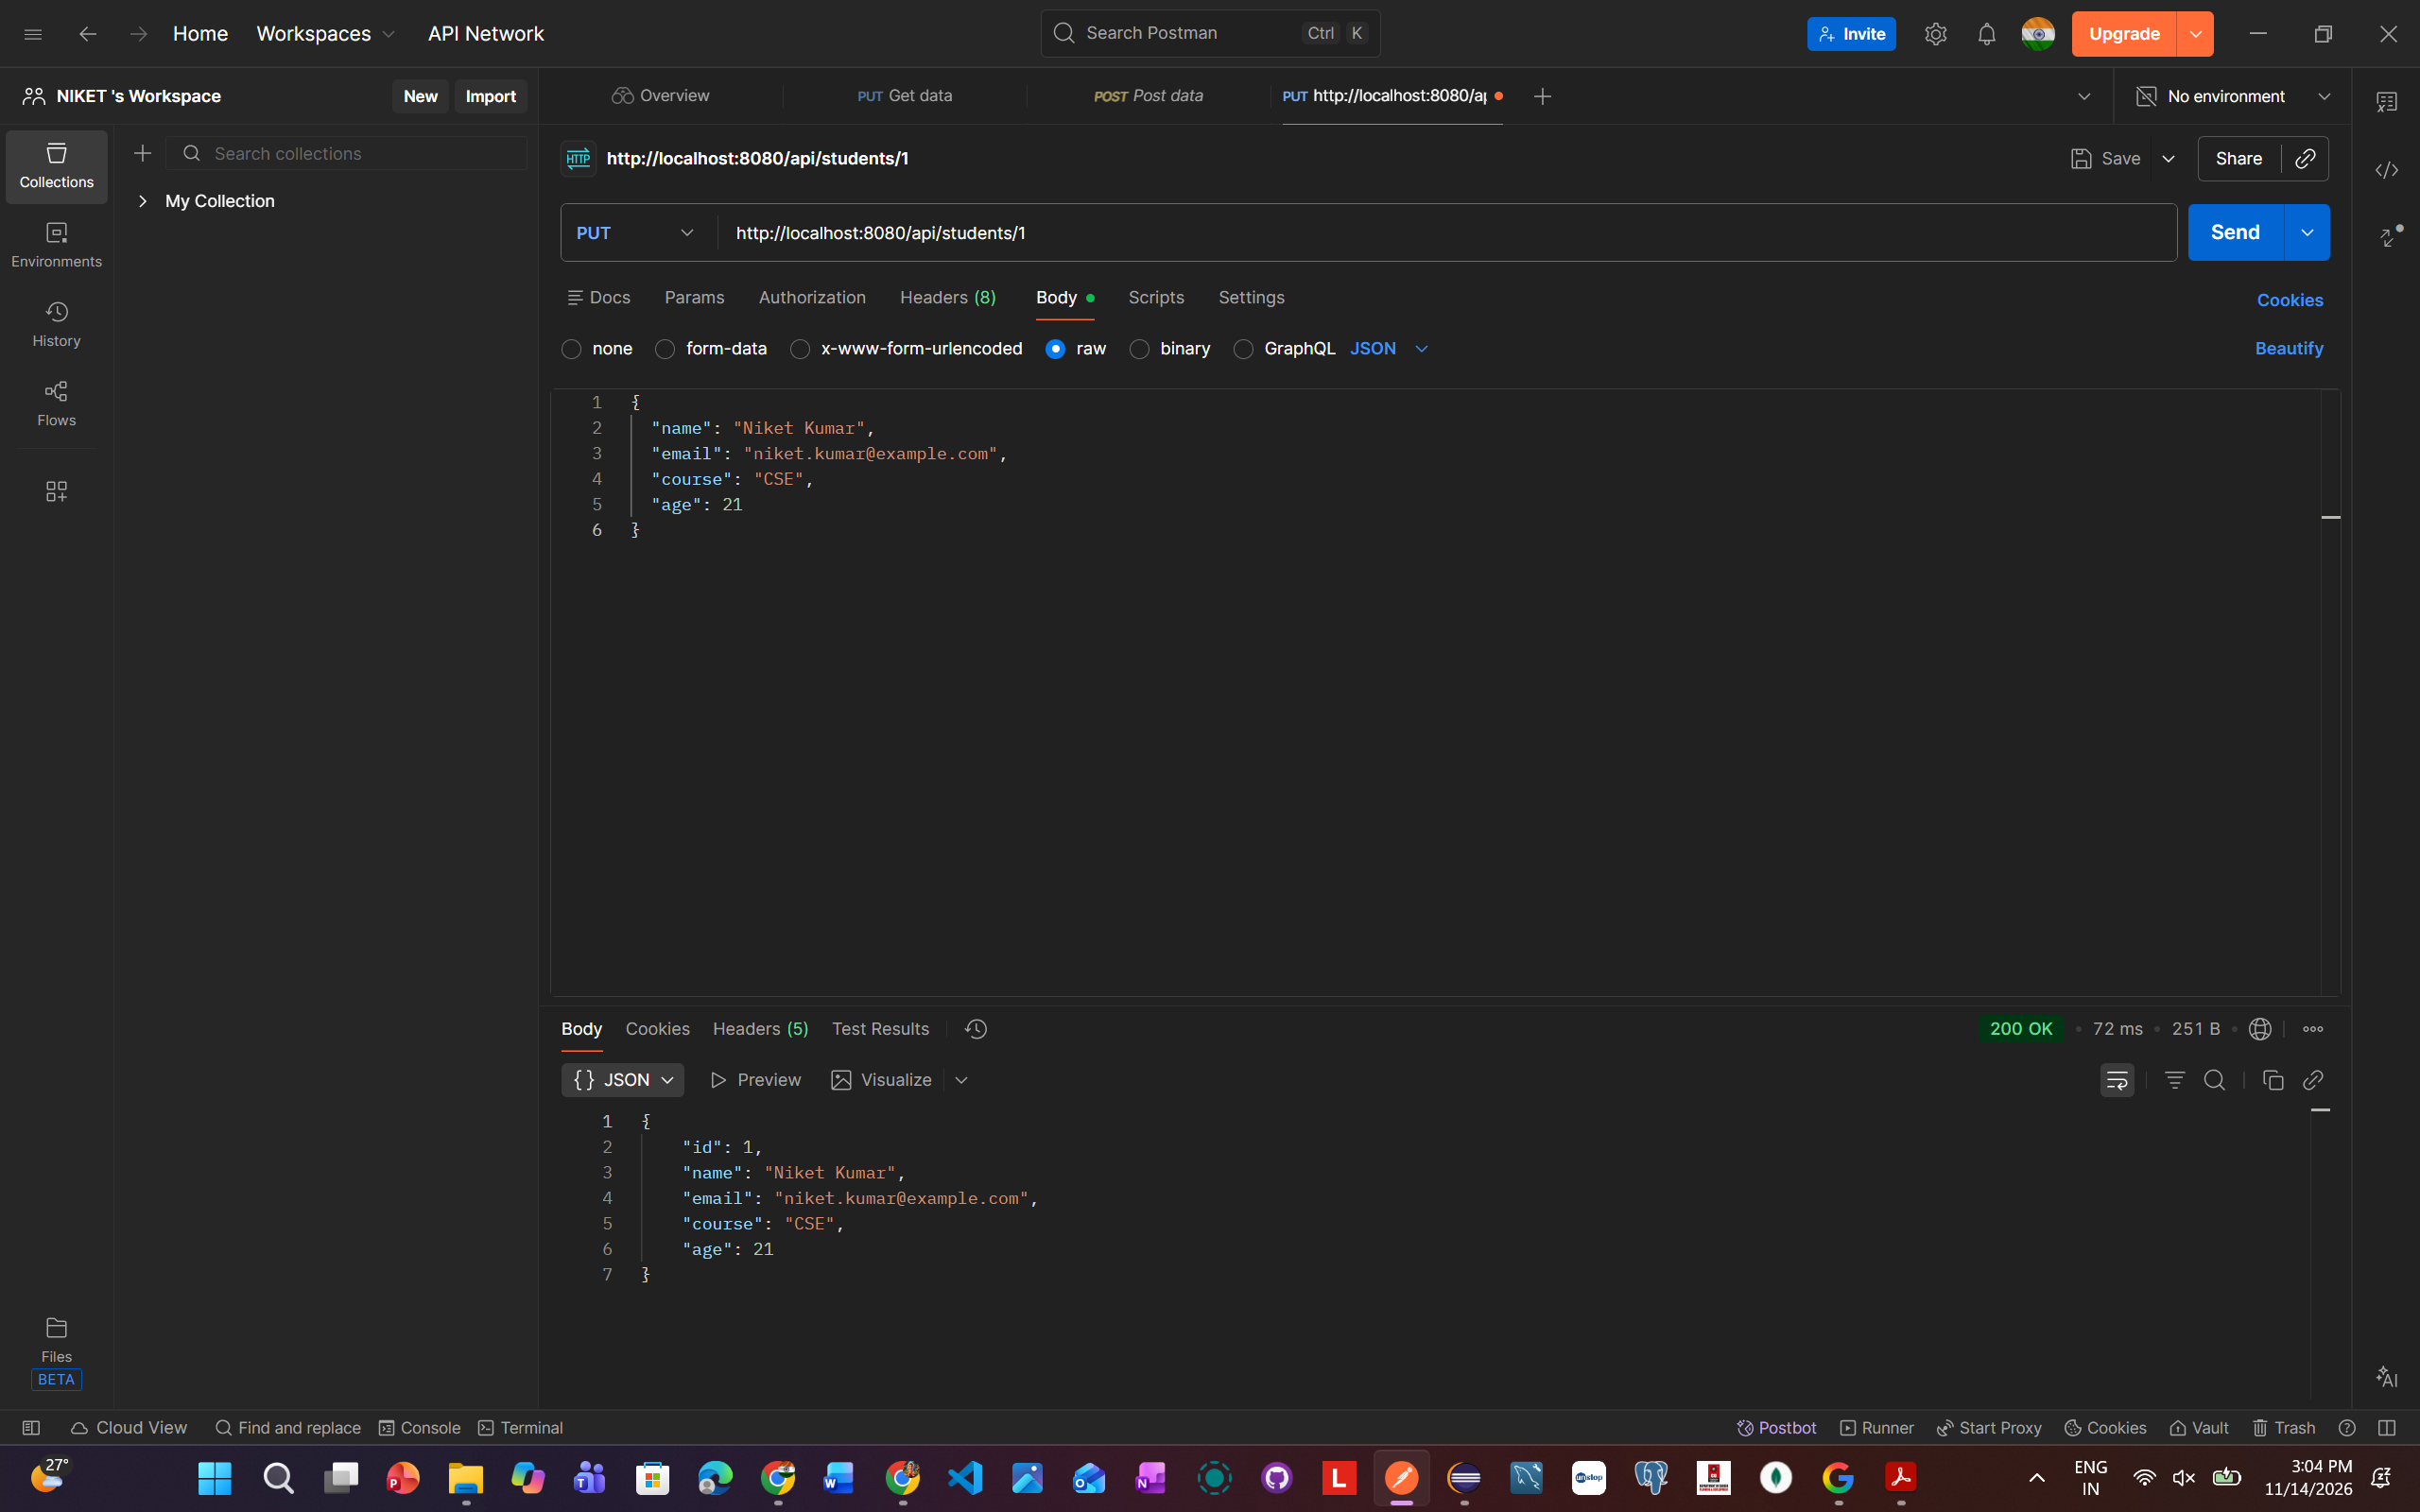 Home Workspaces API Network Search Postman Ctrl K Invite Upgrade
NIKET 's Workspace New Import Overview PUT Get data POST Post data PUT http://localhost:8080/a No environment
Collections
Environments
History
Flows
Files
BETA
Search collections
My Collection
HTTP http://localhost:8080/api/students/1 Save Share
PUT http://localhost:8080/api/students/1 Send
Docs Params Authorization Headers (8) Body Scripts Settings Cookies
none form-data x-www-form-urlencoded raw binary GraphQL JSON Beautify
1 {
2 "name": "Niket Kumar",
3 "email": "niket.kumar@example.com",
4 "course": "CSE",
5 "age": 21
6 }
Body Cookies Headers (5) Test Results 200 OK • 72 ms • 251 B
{} JSON Preview Visualize
1 {
2 "id": 1,
3 "name": "Niket Kumar",
4 "email": "niket.kumar@example.com",
5 "course": "CSE",
6 "age": 21
7 }
AI
Cloud View Find and replace Console Terminal Postbot Runner Start Proxy Cookies Vault Trash
27° ENG 3:04 PM
IN 11/14/2026